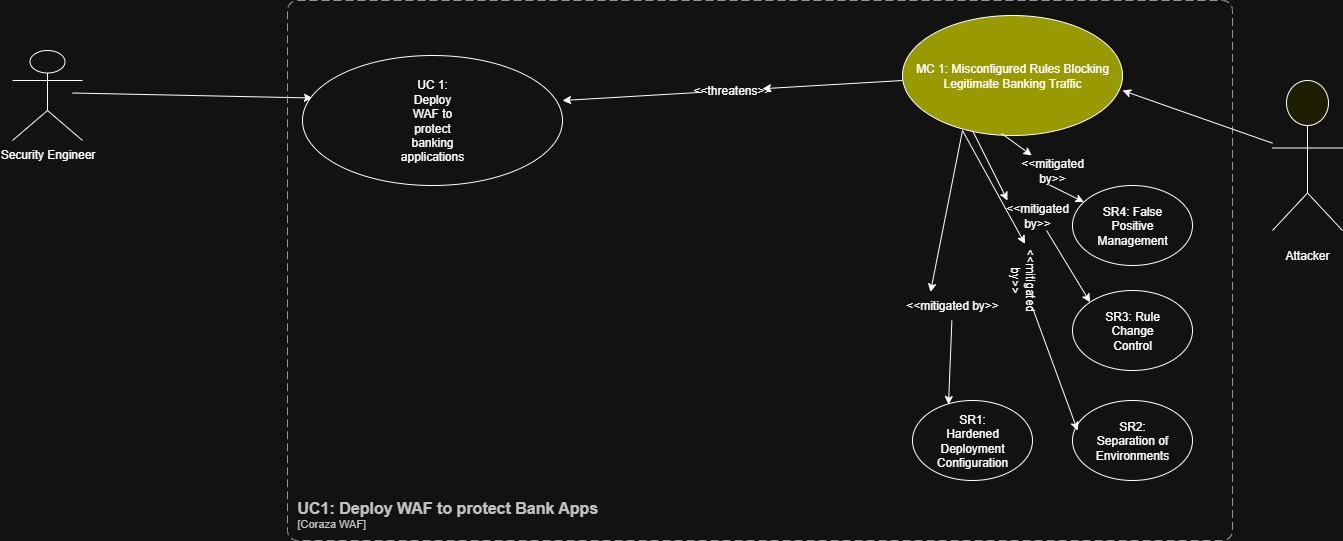 Security Engineer
UC 1:
Deploy
WAF to
protect
banking
applications
<<threatens>>
MC 1: Misconfigured Rules Blocking
Legitimate Banking Traffic
Attacker
<<mitigated
by>>
SR4: False
Positive
Management
<<mitigated
by>>
<<mitigated
by>>
SR3: Rule
Change
Control
<<mitigated by>>
SR1:
Hardened
Deployment
Configuration
SR2:
Separation of
Environments
UC1: Deploy WAF to protect Bank Apps
[Coraza WAF]